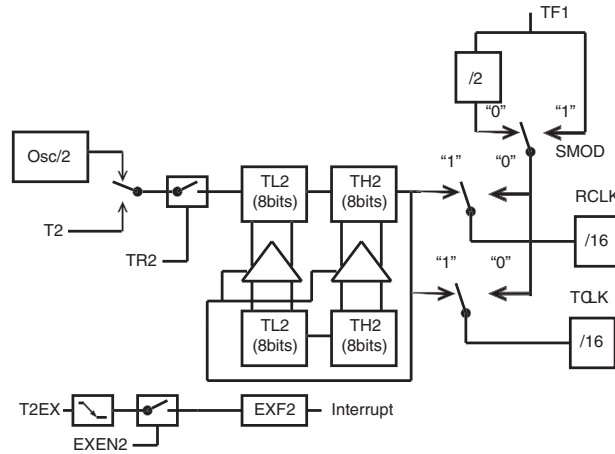 TF1
/2
“0”
“1”
SMOD
Osc/2
TL2
(8bits)
TH2
(8bits)
“1”
“0”
RCLK
/16
T2
TR2
“1”
“0”
TCLK
/16
TL2
(8bits)
TH2
(8bits)
T2EX
EXF2
Interrupt
EXEN2